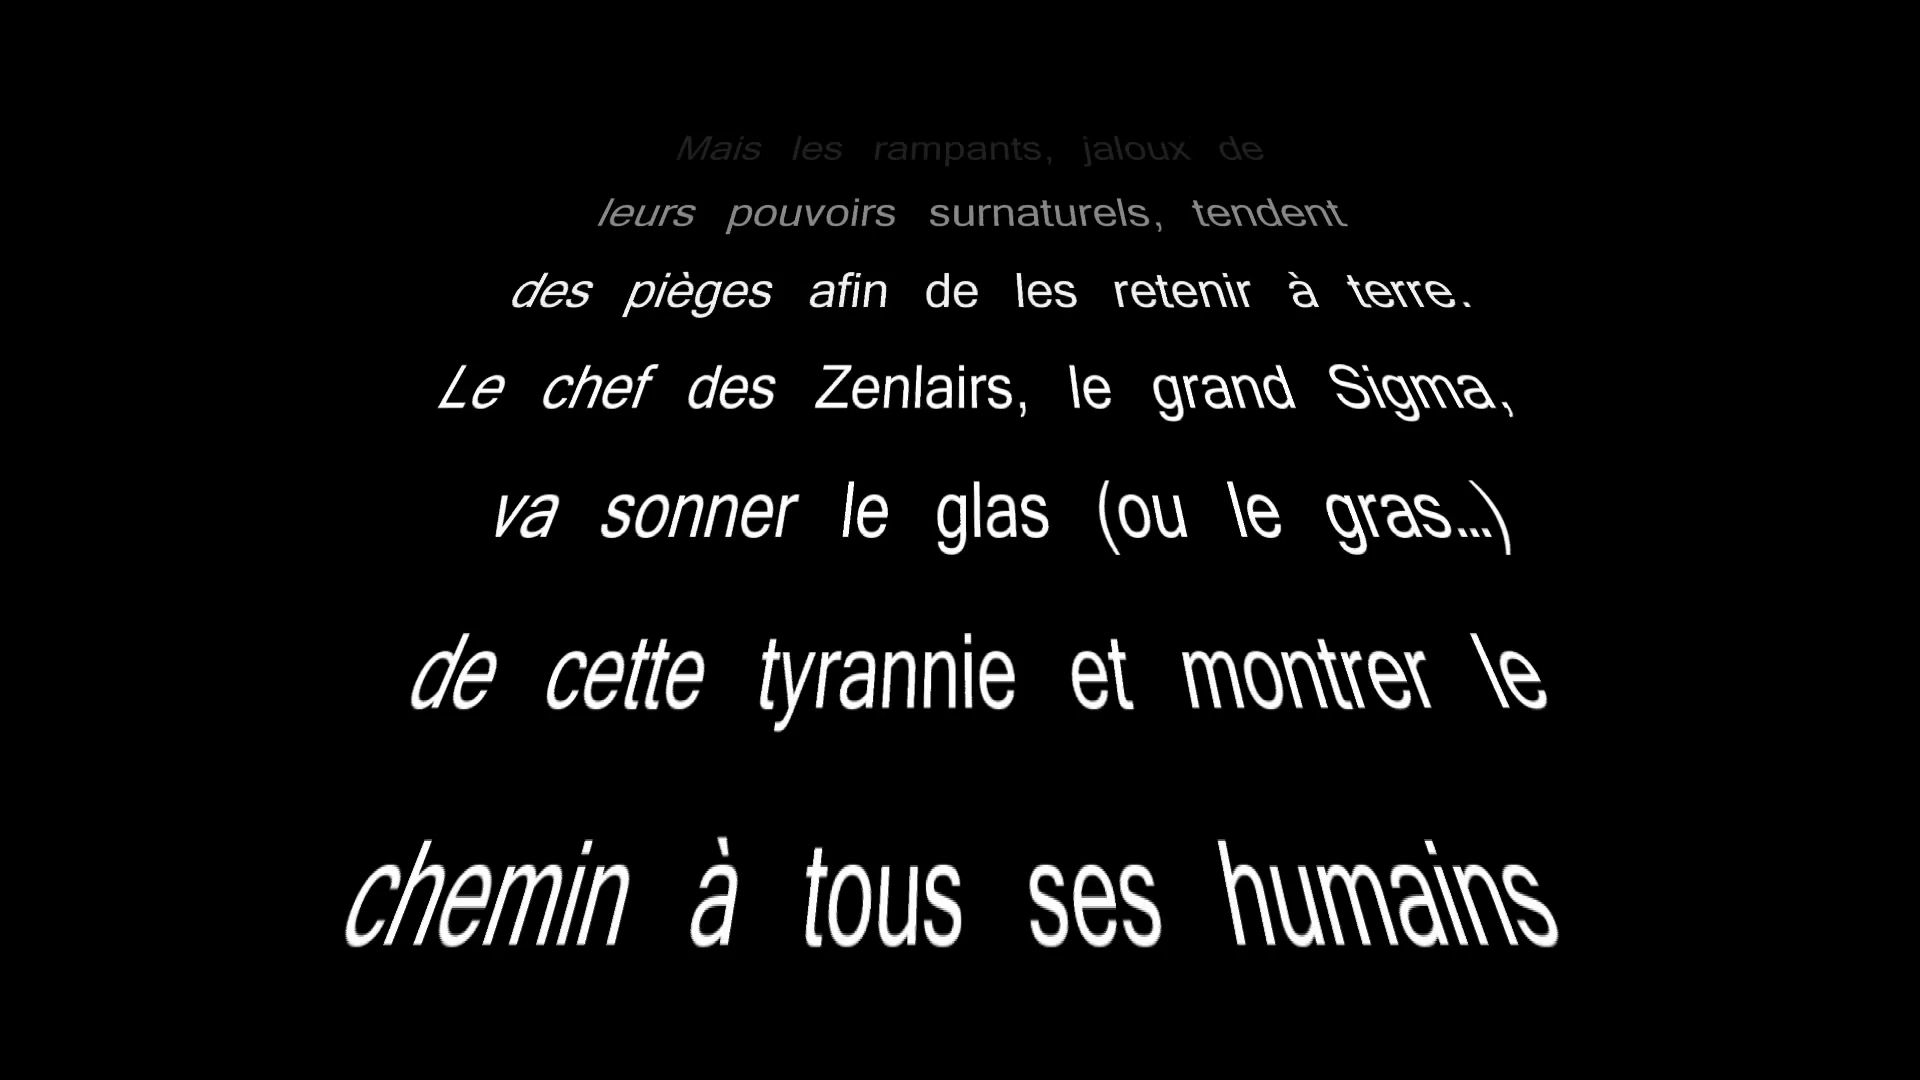 Mais les rampants, jaloux de
leurs pouvoirs surnaturels, tendent
des pièges afin de les retenir à terre.
Le chef des Zenlairs, le grand Sigma,
va sonner le glas (ou le gras...)
de cette tyrannie et montrer le
chemin à tous ses humains